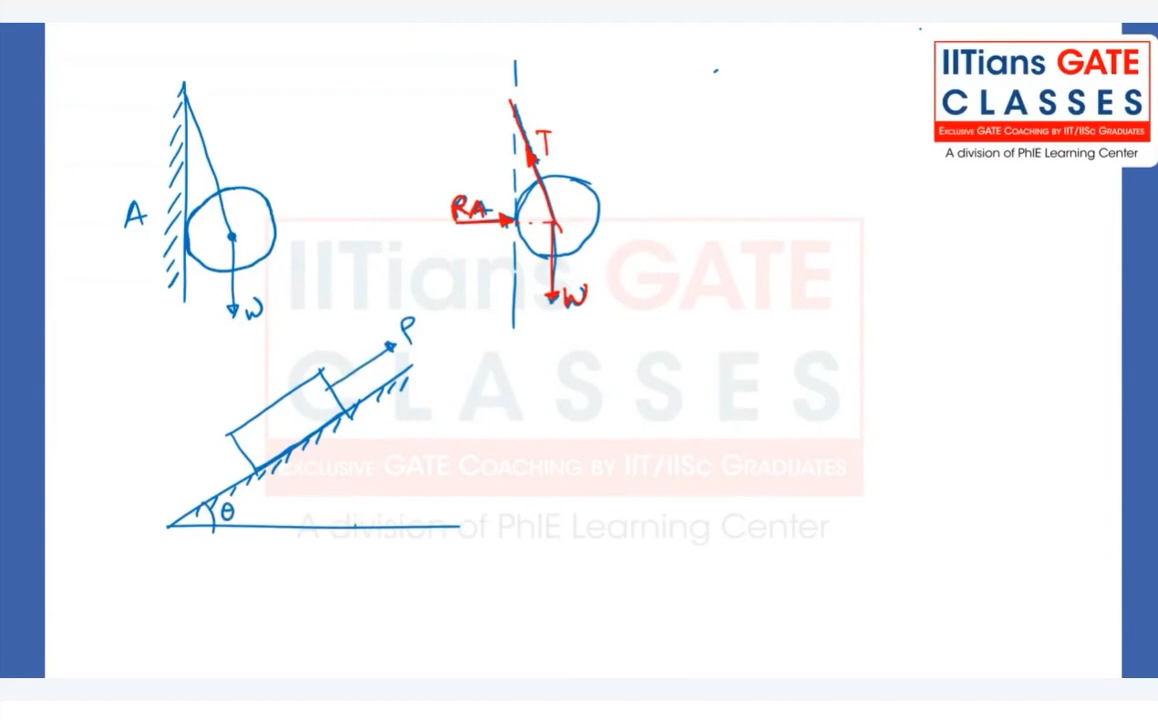 IITians GATE
CLASSES
EXCLUSIVE GATE COACHING BY IIT/IISC GRADUATES
A division of PhIE Learning Center
T
A
RA
W
W
P
θ
IITians GATE
CLASSES
EXCLUSIVE GATE COACHING BY IIT/IISC GRADUATES
A division of PhIE Learning Center